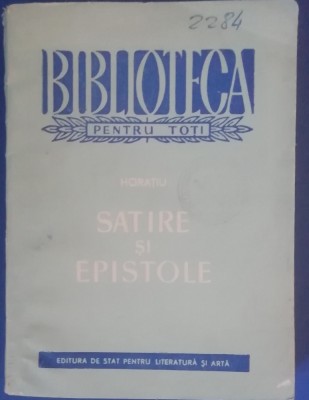 2284
BIBLIOTECA
PENTRU TOȚI
HORAȚIU
SATIRE
ȘI
EPISTOLE
EDITURA DE STAT PENTRU LITERATURĂ ȘI ARTĂ